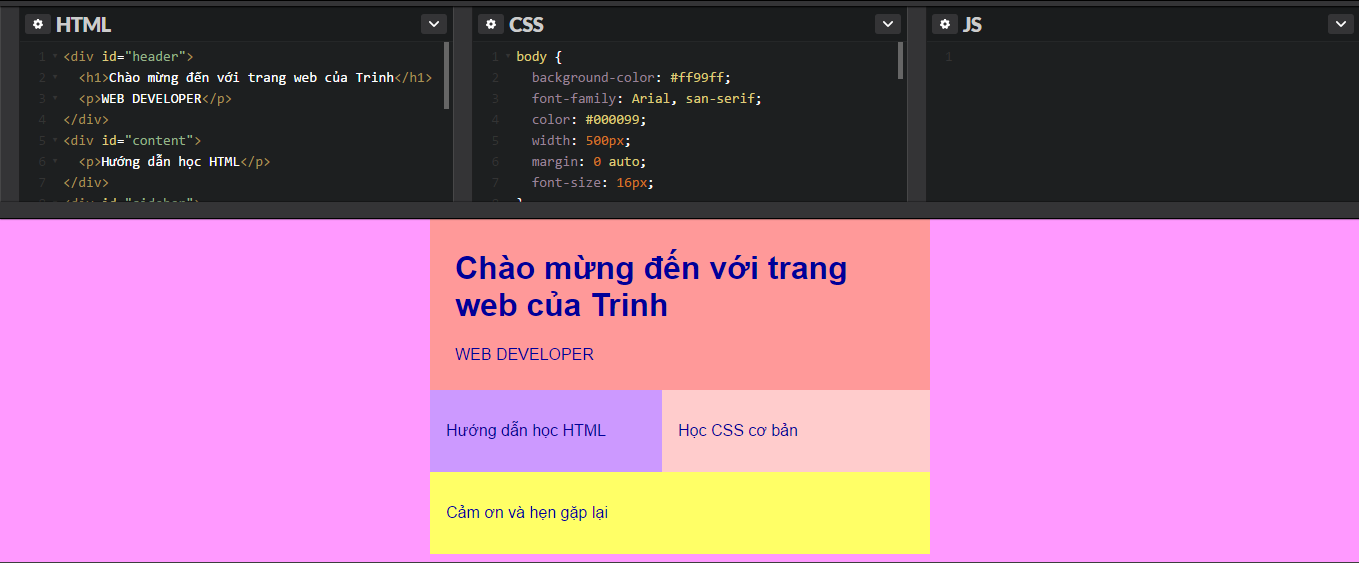 HTML
1 <div id="header">
2 <h1>Chào mừng đến với trang web của Trinh</h1>
3 <p>WEB DEVELOPER</p>
4 </div>
5 <div id="content">
6 <p>Hướng dẫn học HTML</p>
7 </div>
CSS
1 body {
2 background-color: #ff99ff;
3 font-family: Arial, san-serif;
4 color: #000099;
5 width: 500px;
6 margin: 0 auto;
7 font-size: 16px;
JS
1
Chào mừng đến với trang
web của Trinh
WEB DEVELOPER
Hướng dẫn học HTML
Học CSS cơ bản
Cảm ơn và hẹn gặp lại